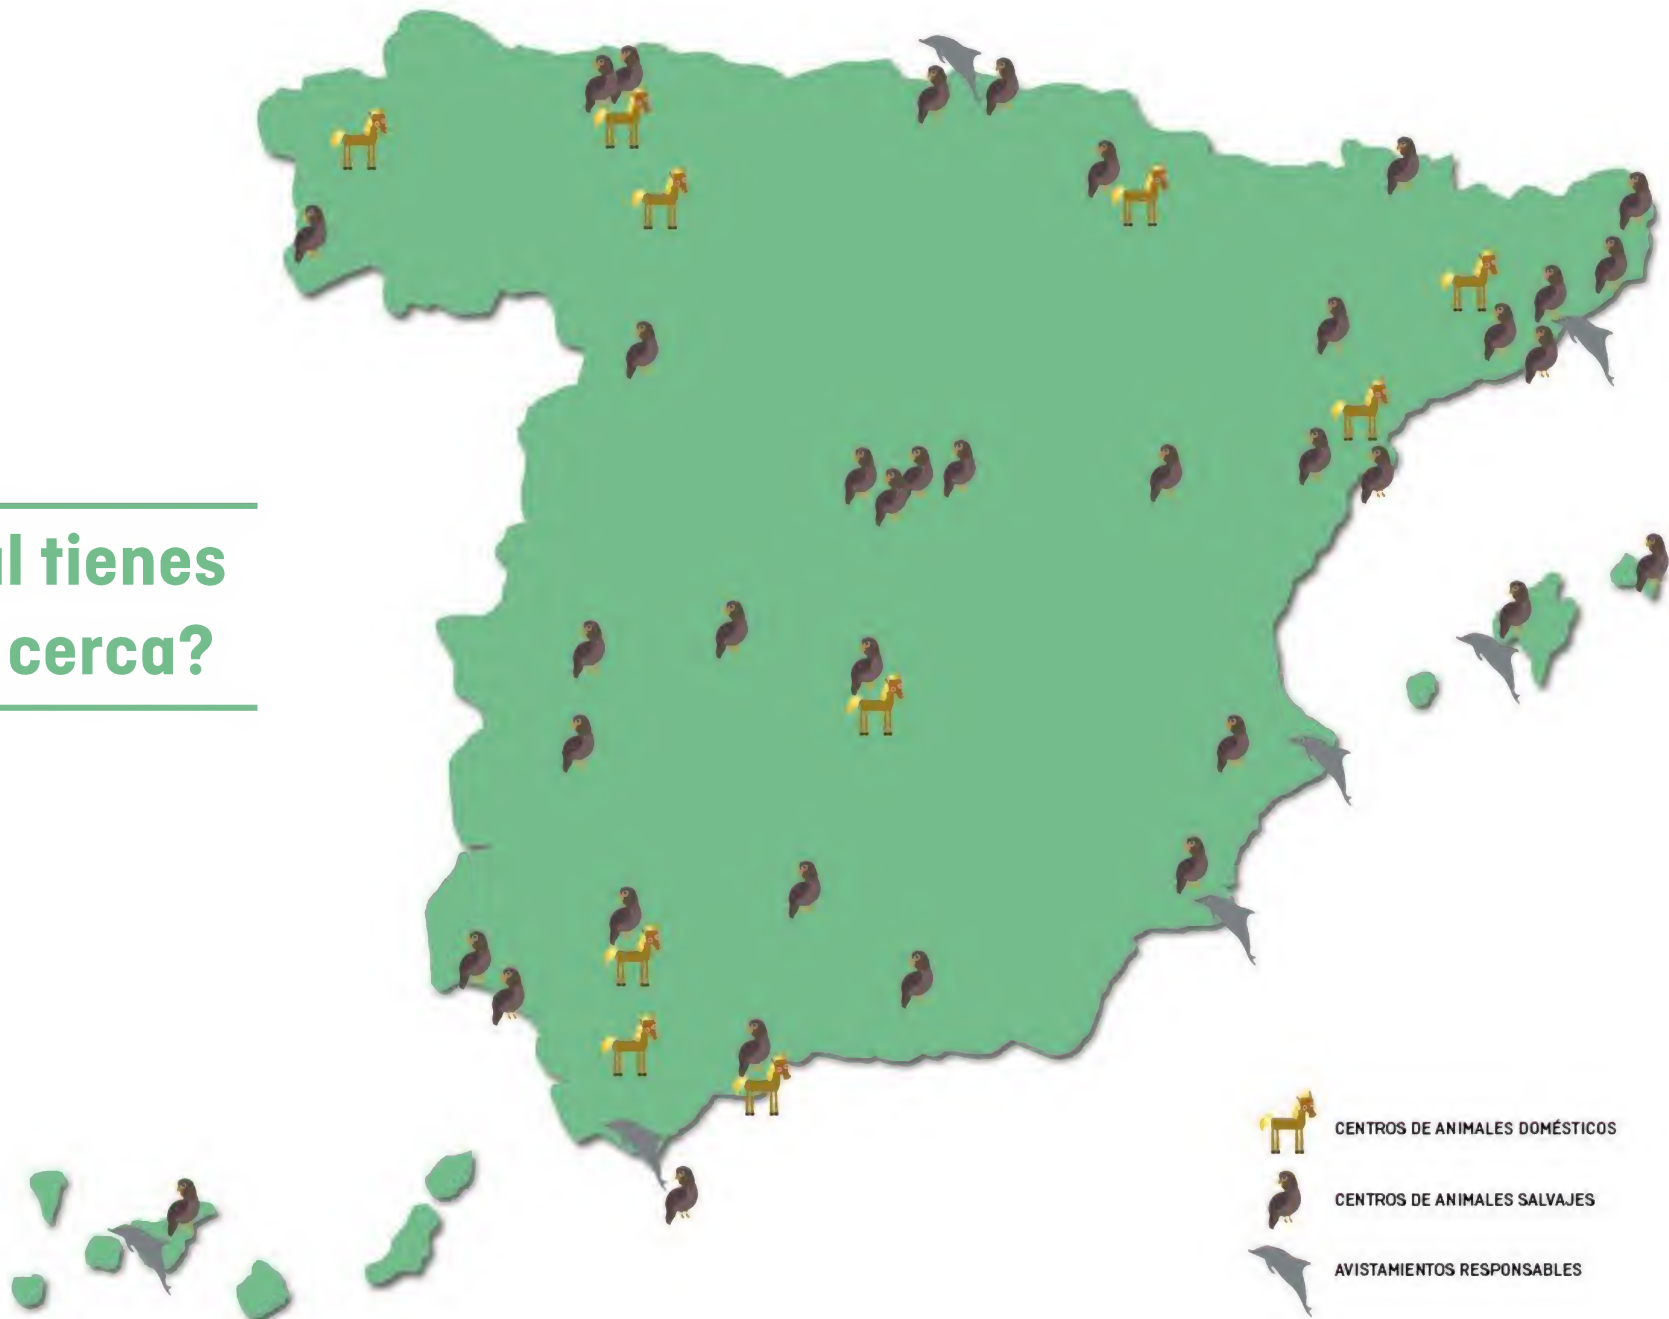 l tienes
cerca?
CENTROS DE ANIMALES DOMÉSTICOS
CENTROS DE ANIMALES SALVAJES
AVISTAMIENTOS RESPONSABLES